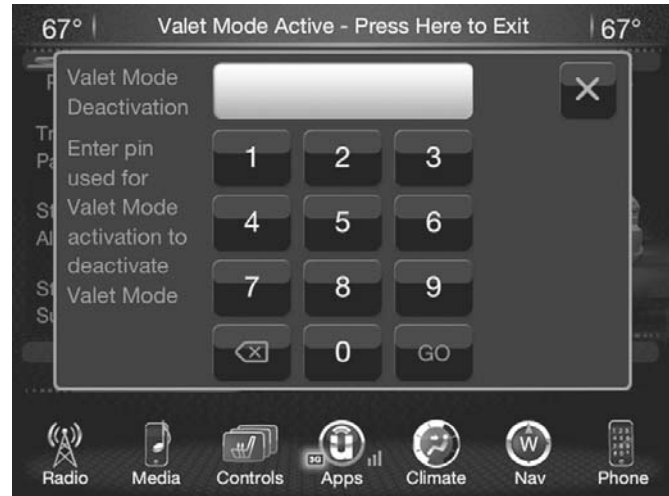 67°
Valet Mode Active - Press Here to Exit
67°
Valet Mode
Deactivation
Enter pin
used for
Valet Mode
activation to
deactivate
Valet Mode
1 2 3
4 5 6
7 8 9
0 GO
3G
W
Radio Media Controls Apps Climate Nav Phone